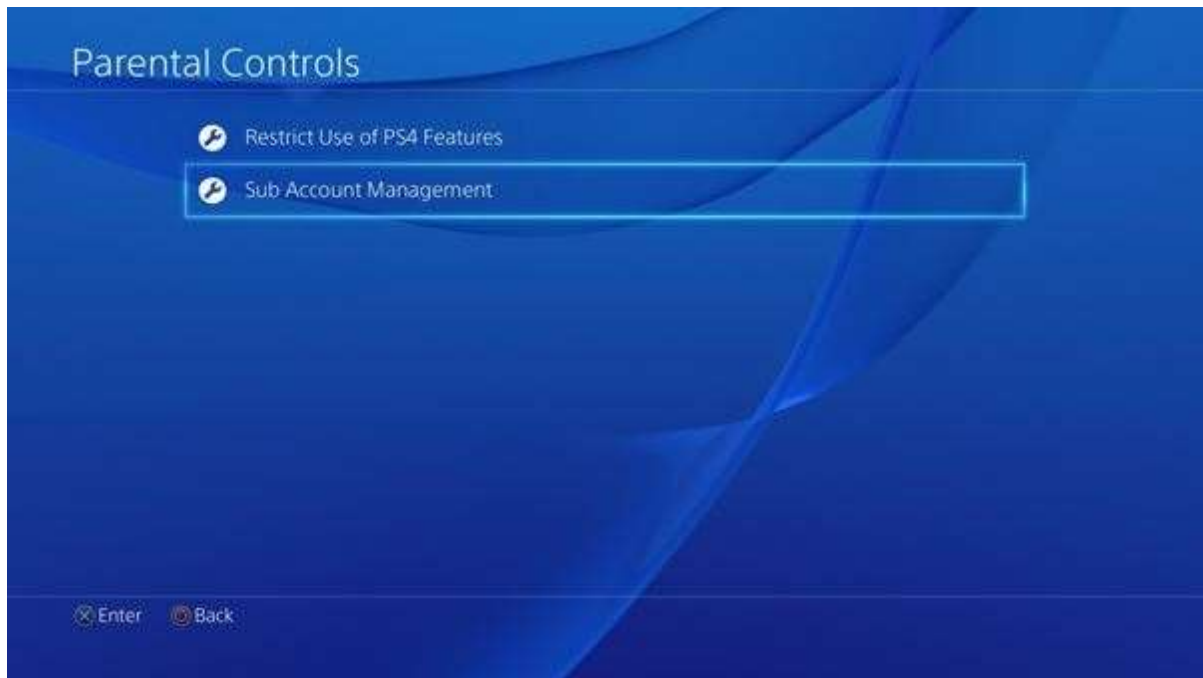 Parental Controls
Restrict Use of PS4 Features
Sub Account Management
Enter Back